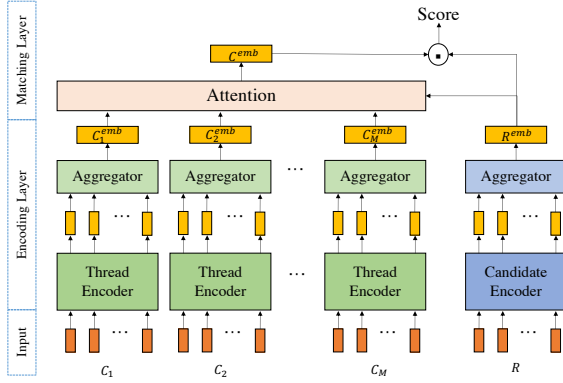 Score
Matching Layer
C^emb
Attention
C_1^emb C_2^emb C_M^emb R^emb
Encoding Layer
Aggregator Aggregator ... Aggregator Aggregator
... ... ... ...
Thread Encoder Thread Encoder ... Thread Encoder Candidate Encoder
Input
... ... ... ...
C_1 C_2 C_M R